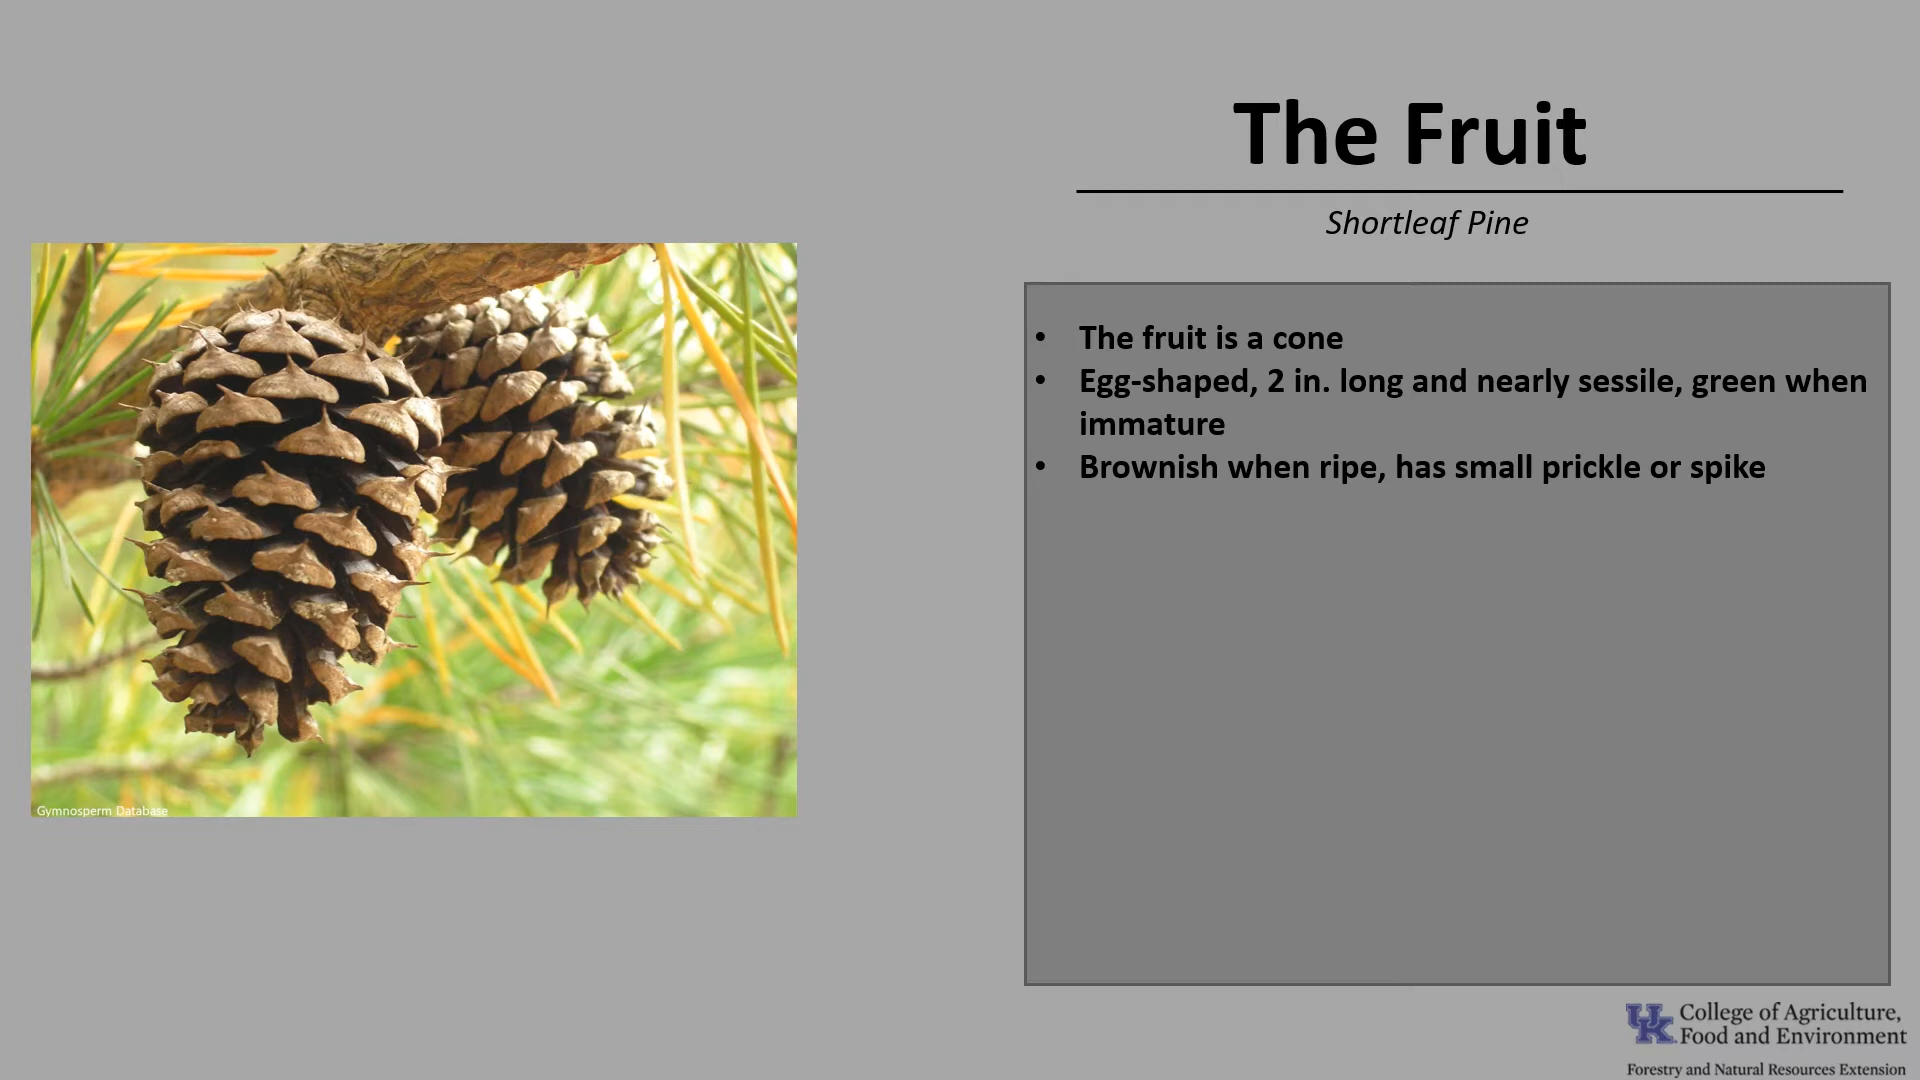 The Fruit
Shortleaf Pine
• The fruit is a cone
• Egg-shaped, 2 in. long and nearly sessile, green when
immature
• Brownish when ripe, has small prickle or spike
Gymnosperm Database
UK College of Agriculture,
Food and Environment
Forestry and Natural Resources Extension